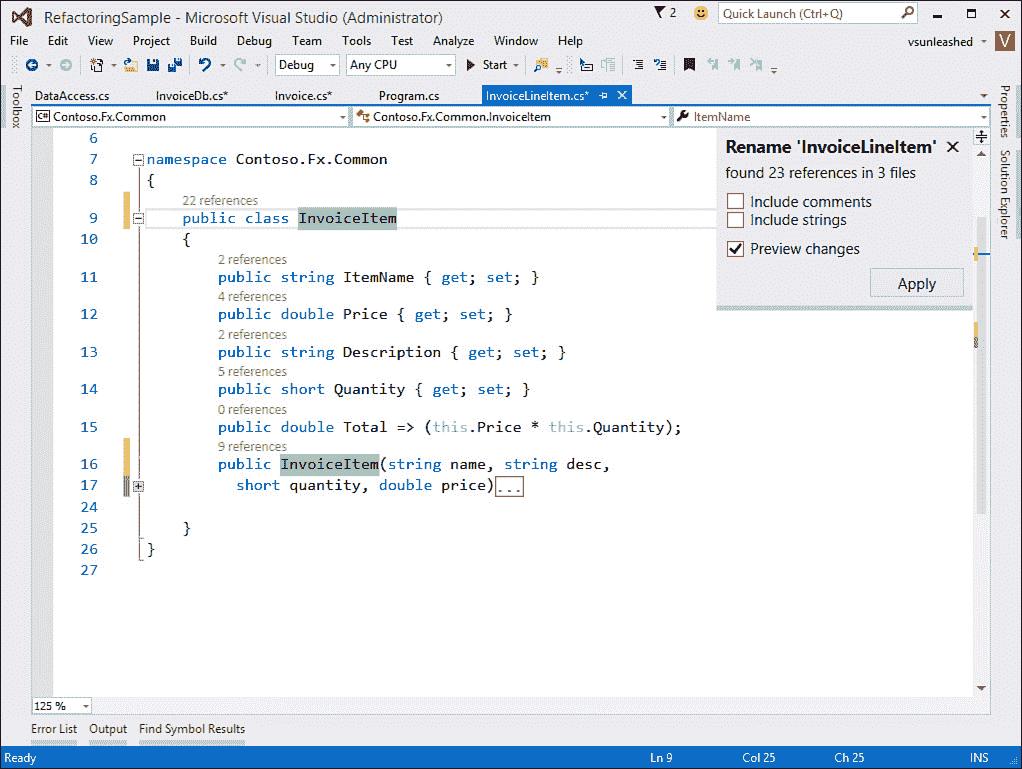 RefactoringSample - Microsoft Visual Studio (Administrator)
2
Quick Launch (Ctrl+Q)
File Edit View Project Build Debug Team Tools Test Analyze Window Help
vsunleashed
V
Debug
Any CPU
Start
Toolbox
DataAccess.cs
InvoiceDb.cs*
Invoice.cs*
Program.cs
InvoiceLineItem.cs*
Properties
Solution Explorer
C# Contoso.Fx.Common
Contoso.Fx.Common.InvoiceItem
ItemName
Rename 'InvoiceLineItem'
found 23 references in 3 files
Include comments
Include strings
Preview changes
Apply
6
7 namespace Contoso.Fx.Common
8 {
22 references
9 public class InvoiceItem
10 {
2 references
11 public string ItemName { get; set; }
4 references
12 public double Price { get; set; }
2 references
13 public string Description { get; set; }
5 references
14 public short Quantity { get; set; }
0 references
15 public double Total => (this.Price * this.Quantity);
9 references
16 public InvoiceItem(string name, string desc,
17 short quantity, double price)...
24
25 }
26 }
27
125 %
Error List Output Find Symbol Results
Ready
Ln 9
Col 25
Ch 25
INS